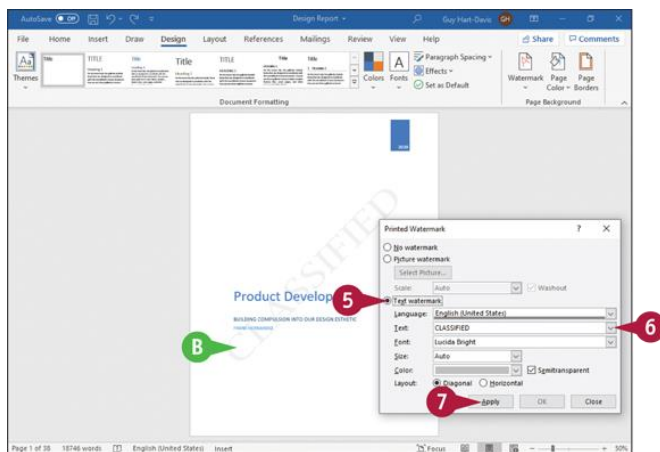 AutoSave Off
Design Report
Guy Hart-Davis
GH
File Home Insert Draw Design Layout References Mailings Review View Help
Share Comments
Themes
Title
TITLE
Title
Title
TITLE
Title
Title
Colors
Fonts
Paragraph Spacing
Effects
Set as Default
Watermark
Page Color
Page Borders
Document Formatting
Page Background
CLASSIFIED
Product Develop
BUILDING COMPULSION INTO OUR DESIGN ESTHETIC
B
Printed Watermark ? X
No watermark
Picture watermark
Select Picture...
Scale: Auto Washout
5
Text watermark
Language: English (United States)
Text: CLASSIFIED
6
Font: Lucida Bright
Size: Auto
Color: Semitransparent
Layout: Diagonal Horizontal
7
Apply OK Close
Page 1 of 38 18746 words English (United States) Insert
Focus
50%